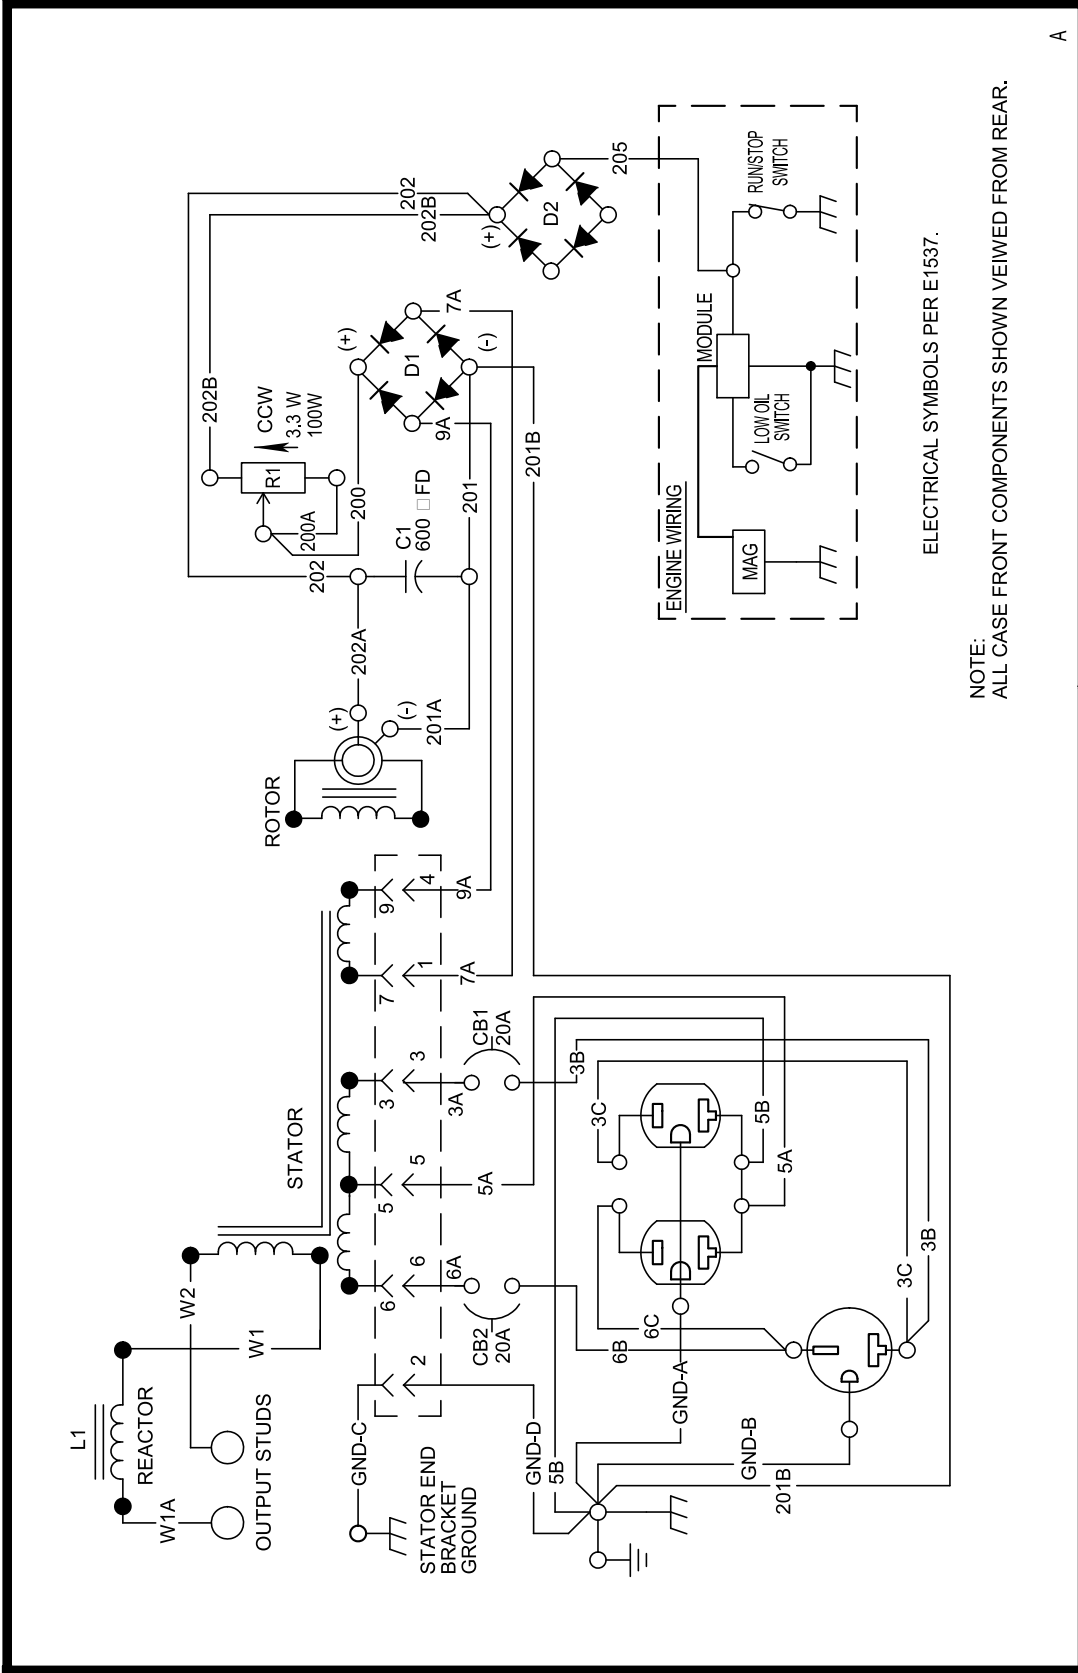 A
L1
REACTOR
W1A
W2
W1
OUTPUT STUDS
STATOR
ROTOR
GND-C
STATOR END
BRACKET
GROUND
2
6
6
5
5
3
3
7
1
9
4
6A
5A
3A
7A
9A
CB2
20A
CB1
20A
(+)
(-)
202A
201A
202
202B
R1
CCW
3.3 W
100W
200A
200
C1
600 □ FD
201
(+)
D1
(-)
9A
7A
201B
202
202B
(+)
D2
205
ENGINE WIRING
MAG
MODULE
LOW OIL
SWITCH
RUN/STOP
SWITCH
GND-D
5B
6B
6C
GND-A
3B
3C
5B
5A
GND-B
201B
3C
3B
ELECTRICAL SYMBOLS PER E1537.
NOTE:
ALL CASE FRONT COMPONENTS SHOWN VEIWED FROM REAR.